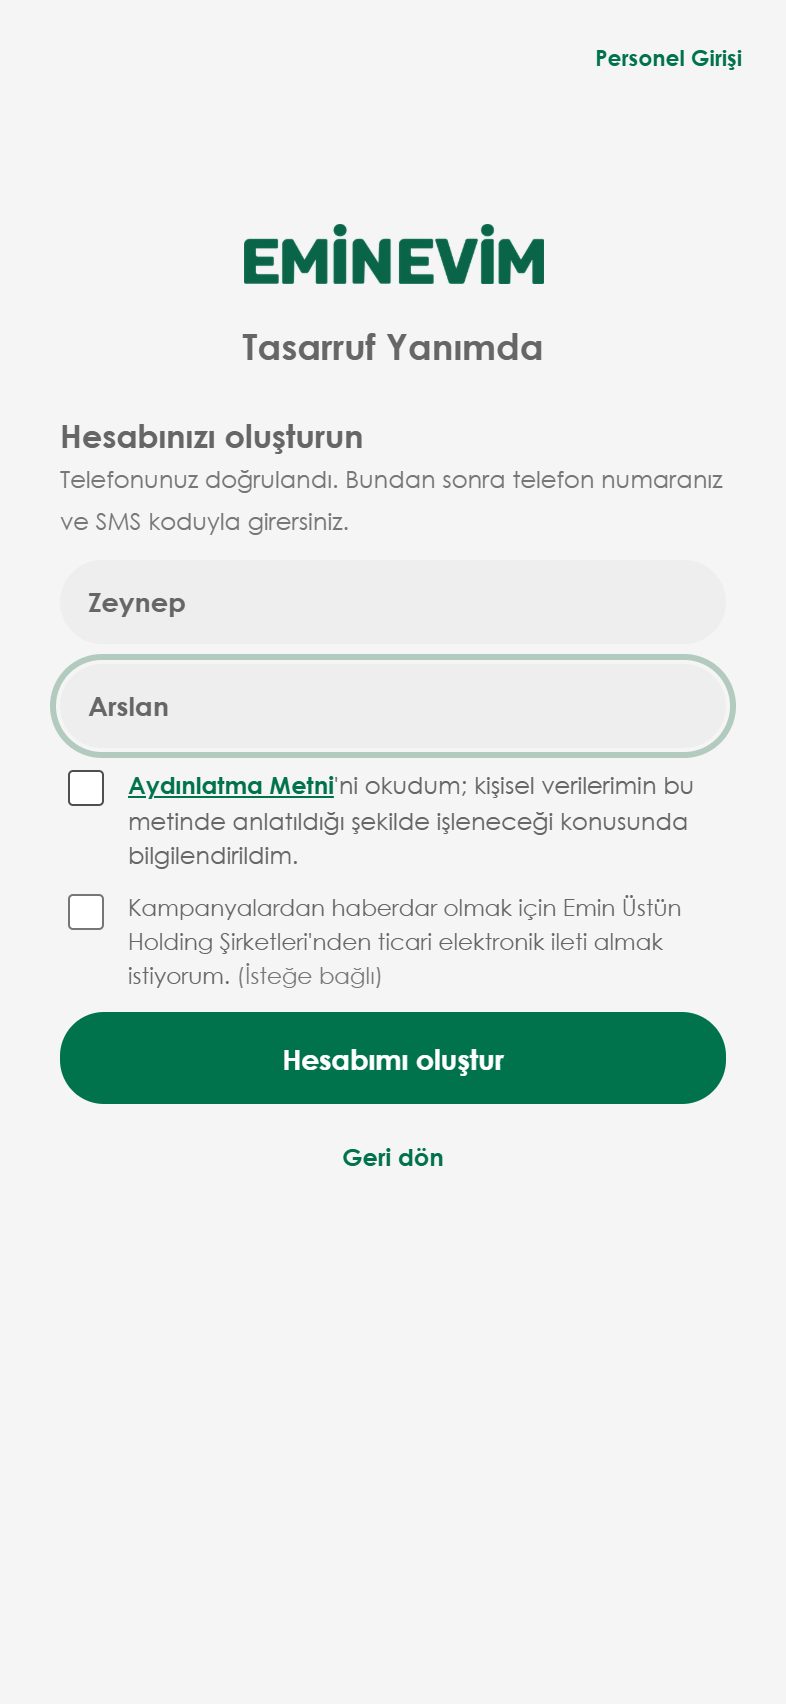 Personel Girişi
EMİNEVİM
Tasarruf Yanımda
Hesabınızı oluşturun
Telefonunuz doğrulandı. Bundan sonra telefon numaranız
ve SMS koduyla girersiniz.
Zeynep
Arslan
Aydınlatma Metni'ni okudum; kişisel verilerimin bu
metinde anlatıldığı şekilde işleneceği konusunda
bilgilendirildim.
Kampanyalardan haberdar olmak için Emin Üstün
Holding Şirketleri'nden ticari elektronik ileti almak
istiyorum. (İsteğe bağlı)
Hesabımı oluştur
Geri dön